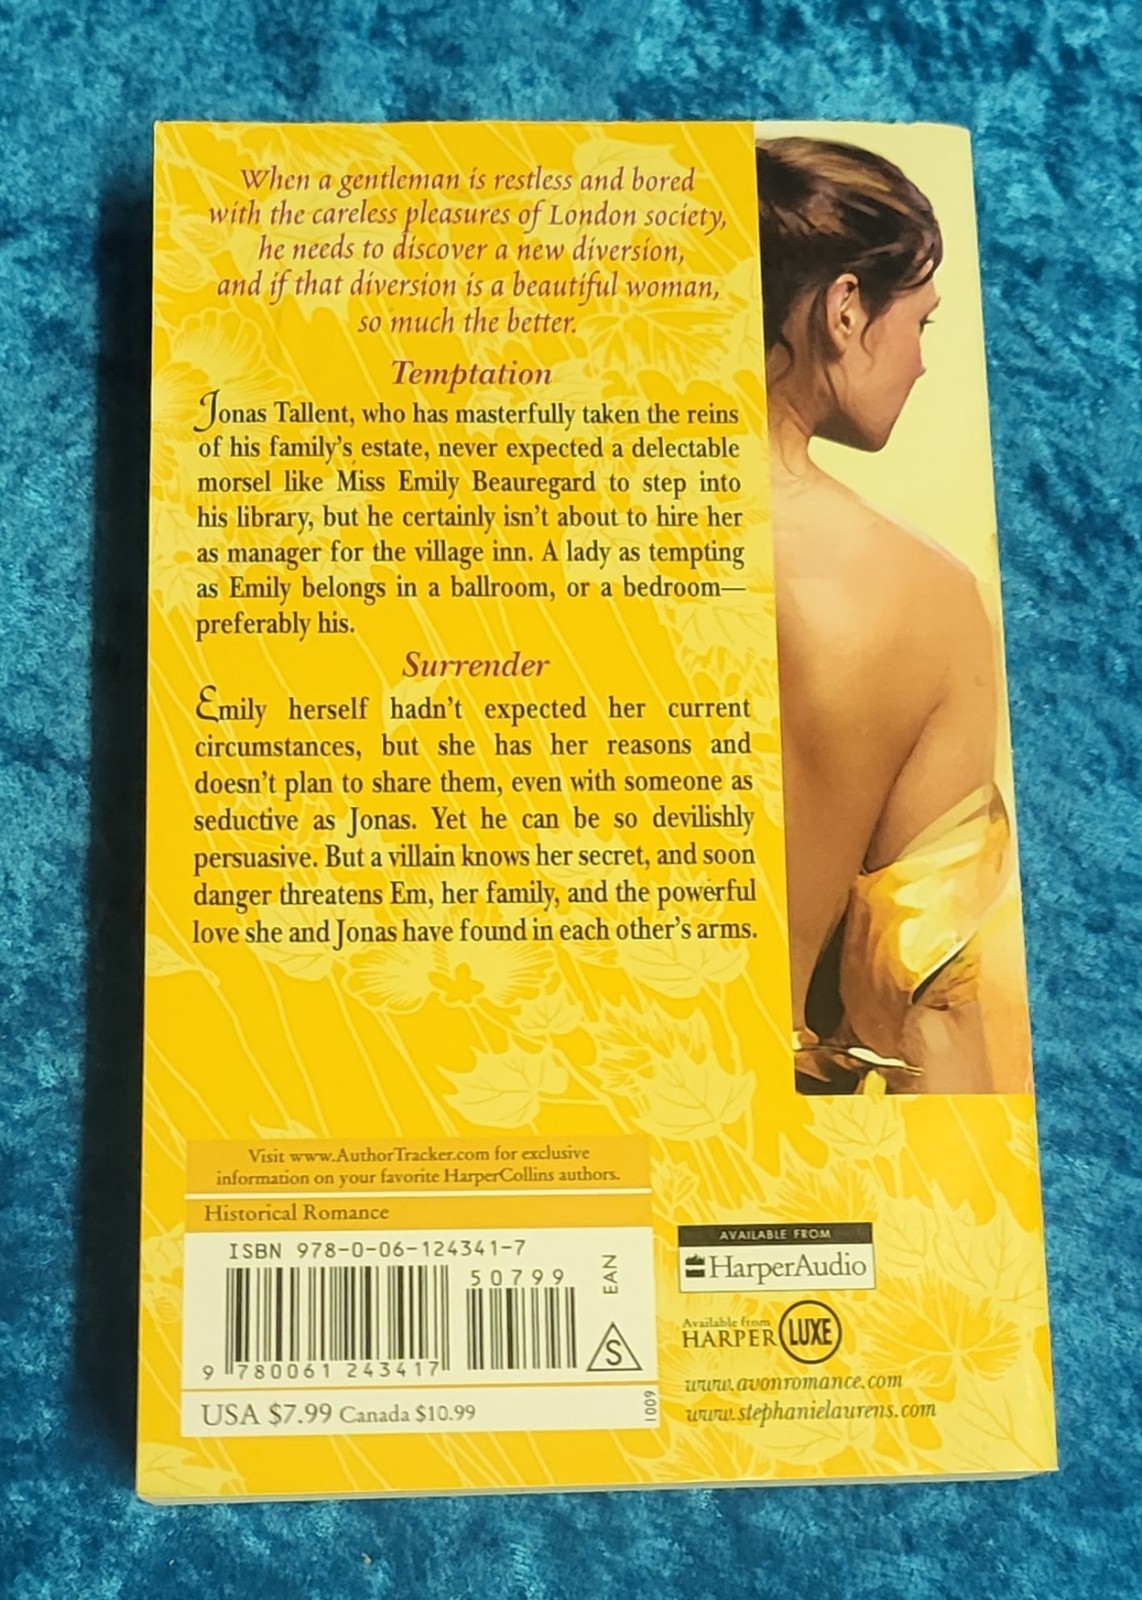 When a gentleman is restless and bored
with the careless pleasures of London society,
he needs to discover a new diversion,
and if that diversion is a beautiful woman,
so much the better.
Temptation
Jonas Tallent, who has masterfully taken the reins
of his family's estate, never expected a delectable
morsel like Miss Emily Beauregard to step into
his library, but he certainly isn't about to hire her
as manager for the village inn. A lady as tempting
as Emily belongs in a ballroom, or a bedroom—
preferably his.
Surrender
Emily herself hadn't expected her current
circumstances, but she has her reasons and
doesn't plan to share them, even with someone as
seductive as Jonas. Yet he can be so devilishly
persuasive. But a villain knows her secret, and soon
danger threatens Em, her family, and the powerful
love she and Jonas have found in each other's arms.
Visit www.AuthorTracker.com for exclusive
information on your favorite HarperCollins authors.
Historical Romance
ISBN 978-0-06-124341-7
50799
EAN
S
9 780061 243417
USA $7.99 Canada $10.99
1009
AVAILABLE FROM
HarperAudio
Available from
HARPER LUXE
www.avonromance.com
www.stephanielaurens.com